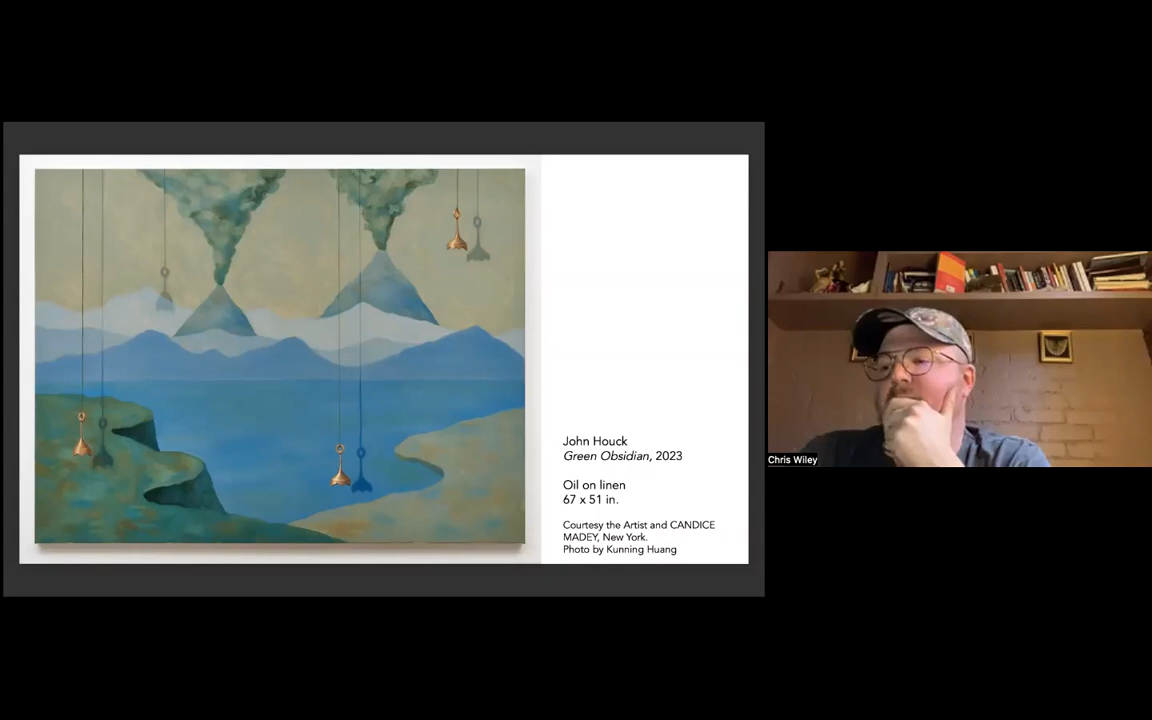 John Houck
Green Obsidian, 2023
Oil on linen
67 x 51 in.
Courtesy the Artist and CANDICE
MADEY, New York.
Photo by Kunning Huang
Chris Wiley